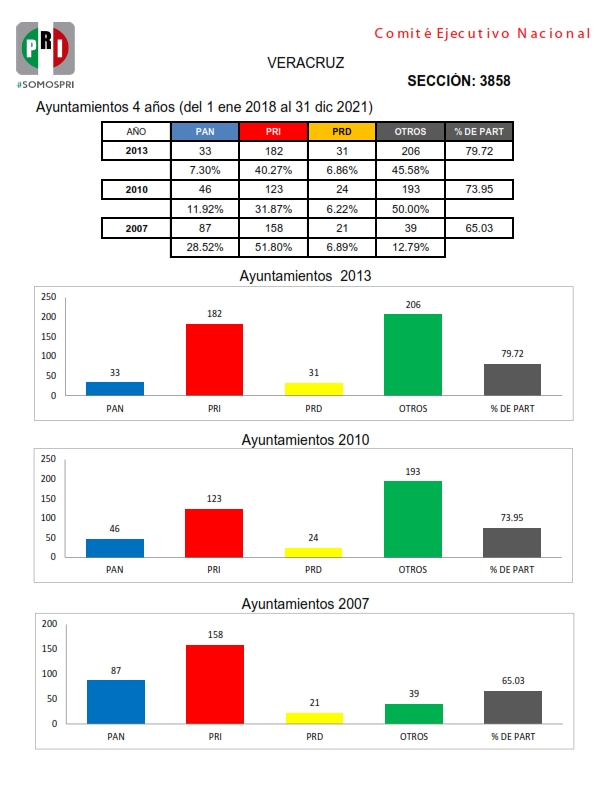 Comité Ejecutivo Nacional
PRI
#SOMOSPRI
VERACRUZ
SECCIÓN: 3858
Ayuntamientos 4 años (del 1 ene 2018 al 31 dic 2021)
AÑO PAN PRI PRD OTROS % DE PART
2013 33 182 31 206 79.72
7.30% 40.27% 6.86% 45.58%
2010 46 123 24 193 73.95
11.92% 31.87% 6.22% 50.00%
2007 87 158 21 39 65.03
28.52% 51.80% 6.89% 12.79%
Ayuntamientos 2013
250
200
150
100
50
0
33 182 31 206 79.72
PAN PRI PRD OTROS % DE PART
Ayuntamientos 2010
250
200
150
100
50
0
46 123 24 193 73.95
PAN PRI PRD OTROS % DE PART
Ayuntamientos 2007
200
150
100
50
0
87 158 21 39 65.03
PAN PRI PRD OTROS % DE PART